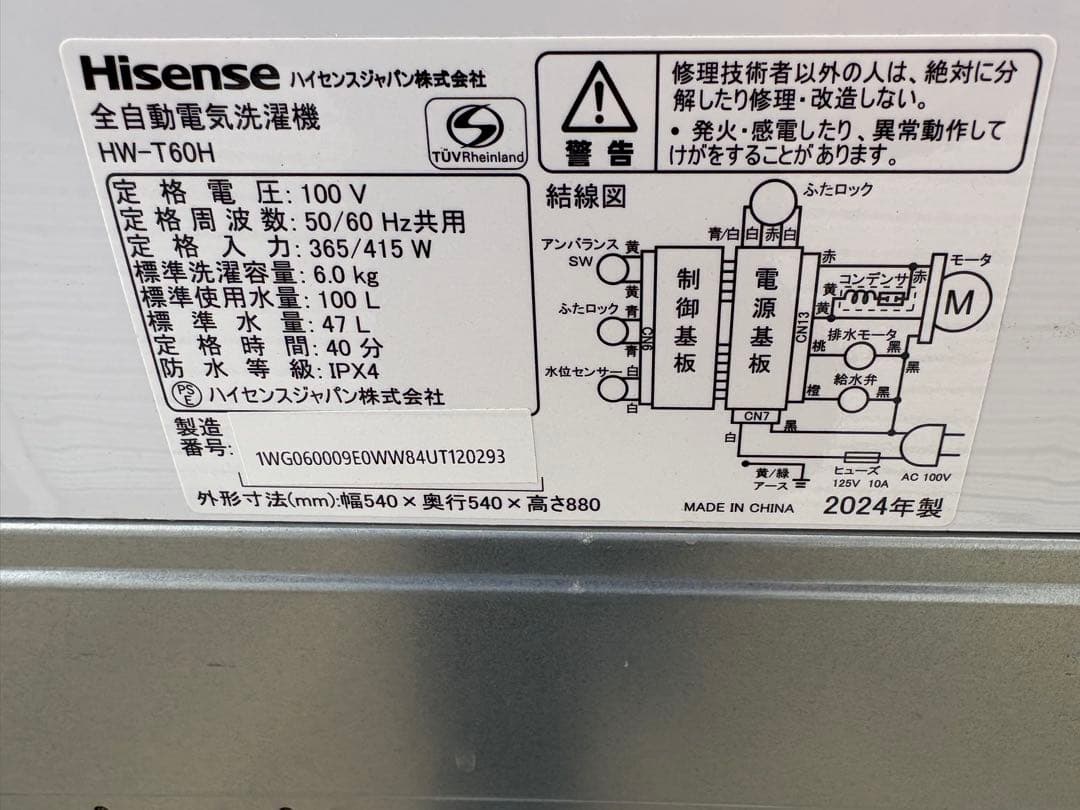 Hisense ハイセンスジャパン株式会社
全自動電気洗濯機
HW-T60H
TÜVRheinland
警告
修理技術者以外の人は、絶対に分
解したり修理・改造しない。
・発火・感電したり、異常動作して
けがをすることがあります。
定格電圧: 100 V
定格周波数: 50/60 Hz共用
定格入力: 365/415 W
標準洗濯容量: 6.0 kg
標準使用水量: 100 L
標準水量: 47 L
定格時間: 40 分
防水等級: IPX4
PSE ハイセンスジャパン株式会社
製造
番号: 1WG060009E0WW84UT120293
外形寸法(mm):幅540×奥行540×高さ880
結線図
ふたロック
青/白 白 赤 白
アンバランス
SW
黄
黄
ふたロック
青
青
水位センサー
白
白
CN6
制御基板
電源基板
CN13
CN7
赤
コンデンサ
黄
黄
赤
モータ
M
排水モータ
桃
黒
黒
給水弁
橙
黒
白
黒
黄/緑
アース
ヒューズ
125V 10A
AC 100V
MADE IN CHINA
2024年製